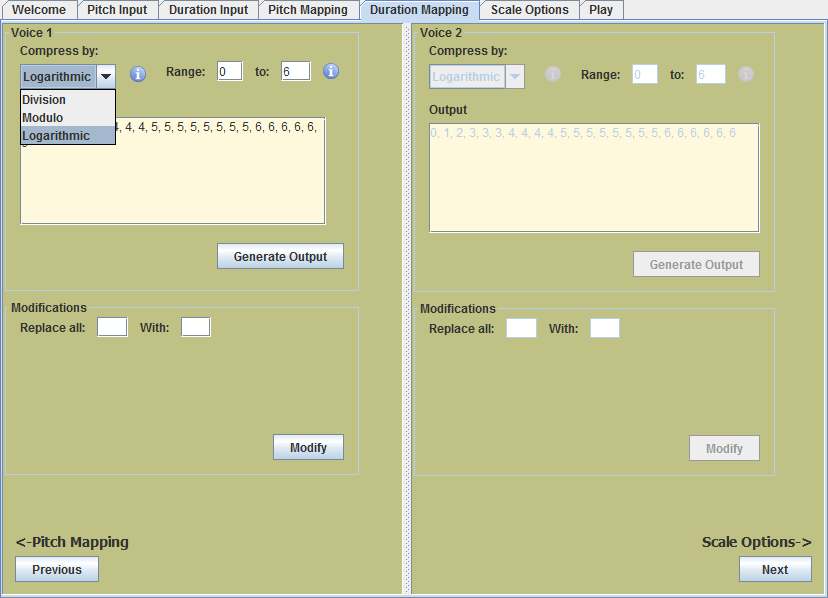 Welcome
Pitch Input
Duration Input
Pitch Mapping
Duration Mapping
Scale Options
Play
Voice 1
Compress by:
Logarithmic
Range: 0 to: 6
Division
Modulo
Logarithmic
4, 4, 4, 5, 5, 5, 5, 5, 5, 5, 5, 6, 6, 6, 6, 6,
Generate Output
Modifications
Replace all: With:
Modify
<-Pitch Mapping
Previous
Voice 2
Compress by:
Logarithmic
Range: 0 to: 6
Output
0, 1, 2, 3, 3, 3, 4, 4, 4, 4, 5, 5, 5, 5, 5, 5, 5, 5, 6, 6, 6, 6, 6, 6
Generate Output
Modifications
Replace all: With:
Modify
Scale Options->
Next